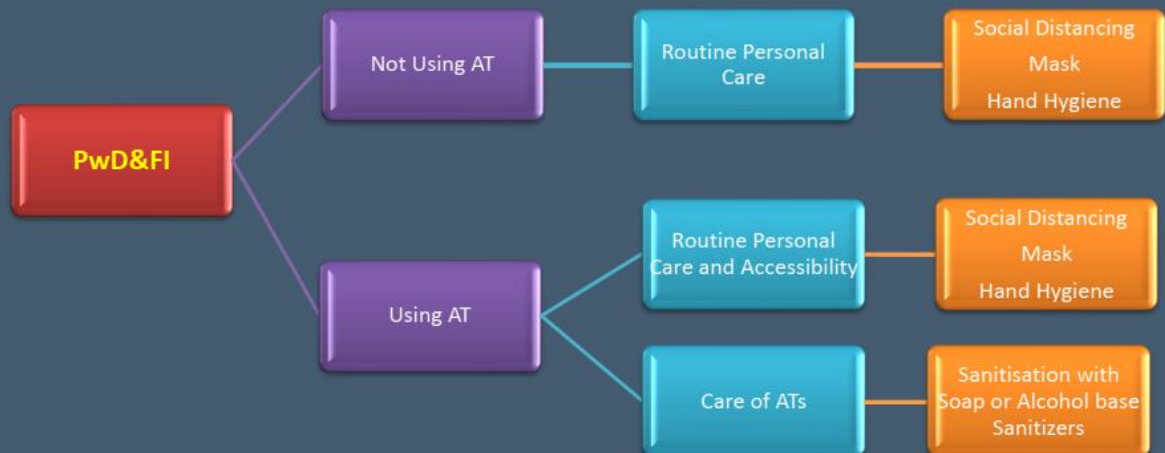 PwD&FI
Not Using AT
Routine Personal
Care
Social Distancing
Mask
Hand Hygiene
Using AT
Routine Personal
Care and Accessibility
Social Distancing
Mask
Hand Hygiene
Care of ATs
Sanitisation with
Soap or Alcohol base
Sanitizers